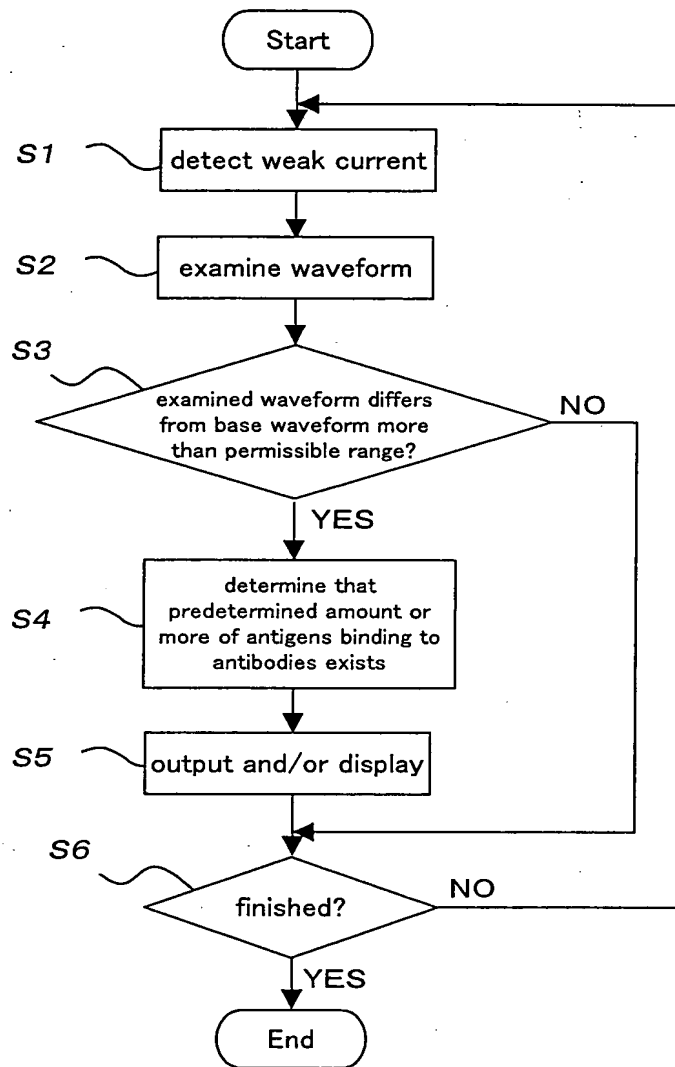 Start
S1
detect weak current
S2
examine waveform
S3
examined waveform differs
from base waveform more
than permissible range?
NO
YES
S4
determine that
predetermined amount or
more of antigens binding to
antibodies exists
S5
output and/or display
S6
finished?
NO
YES
End